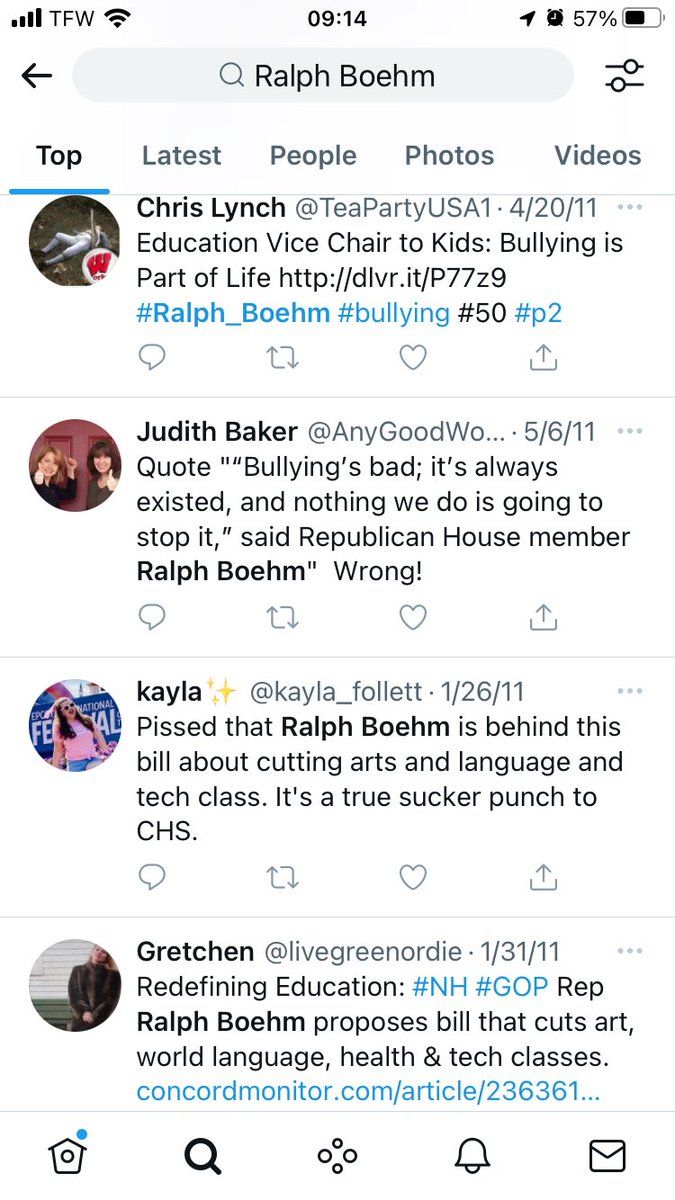 TFW 09:14 57%
Ralph Boehm
Top Latest People Photos Videos
Chris Lynch @TeaPartyUSA1 · 4/20/11
Education Vice Chair to Kids: Bullying is
Part of Life http://dlvr.it/P77z9
#Ralph_Boehm #bullying #50 #p2
Judith Baker @AnyGoodWo... · 5/6/11
Quote "“Bullying’s bad; it’s always
existed, and nothing we do is going to
stop it,” said Republican House member
Ralph Boehm" Wrong!
kayla✨ @kayla_follett · 1/26/11
Pissed that Ralph Boehm is behind this
bill about cutting arts and language and
tech class. It's a true sucker punch to
CHS.
Gretchen @livegreenordie · 1/31/11
Redefining Education: #NH #GOP Rep
Ralph Boehm proposes bill that cuts art,
world language, health & tech classes.
concordmonitor.com/article/236361...